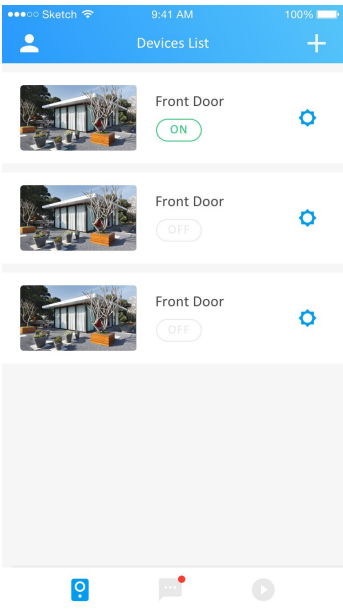 Sketch 9:41 AM 100%
Devices List
Front Door
ON
Front Door
OFF
Front Door
OFF